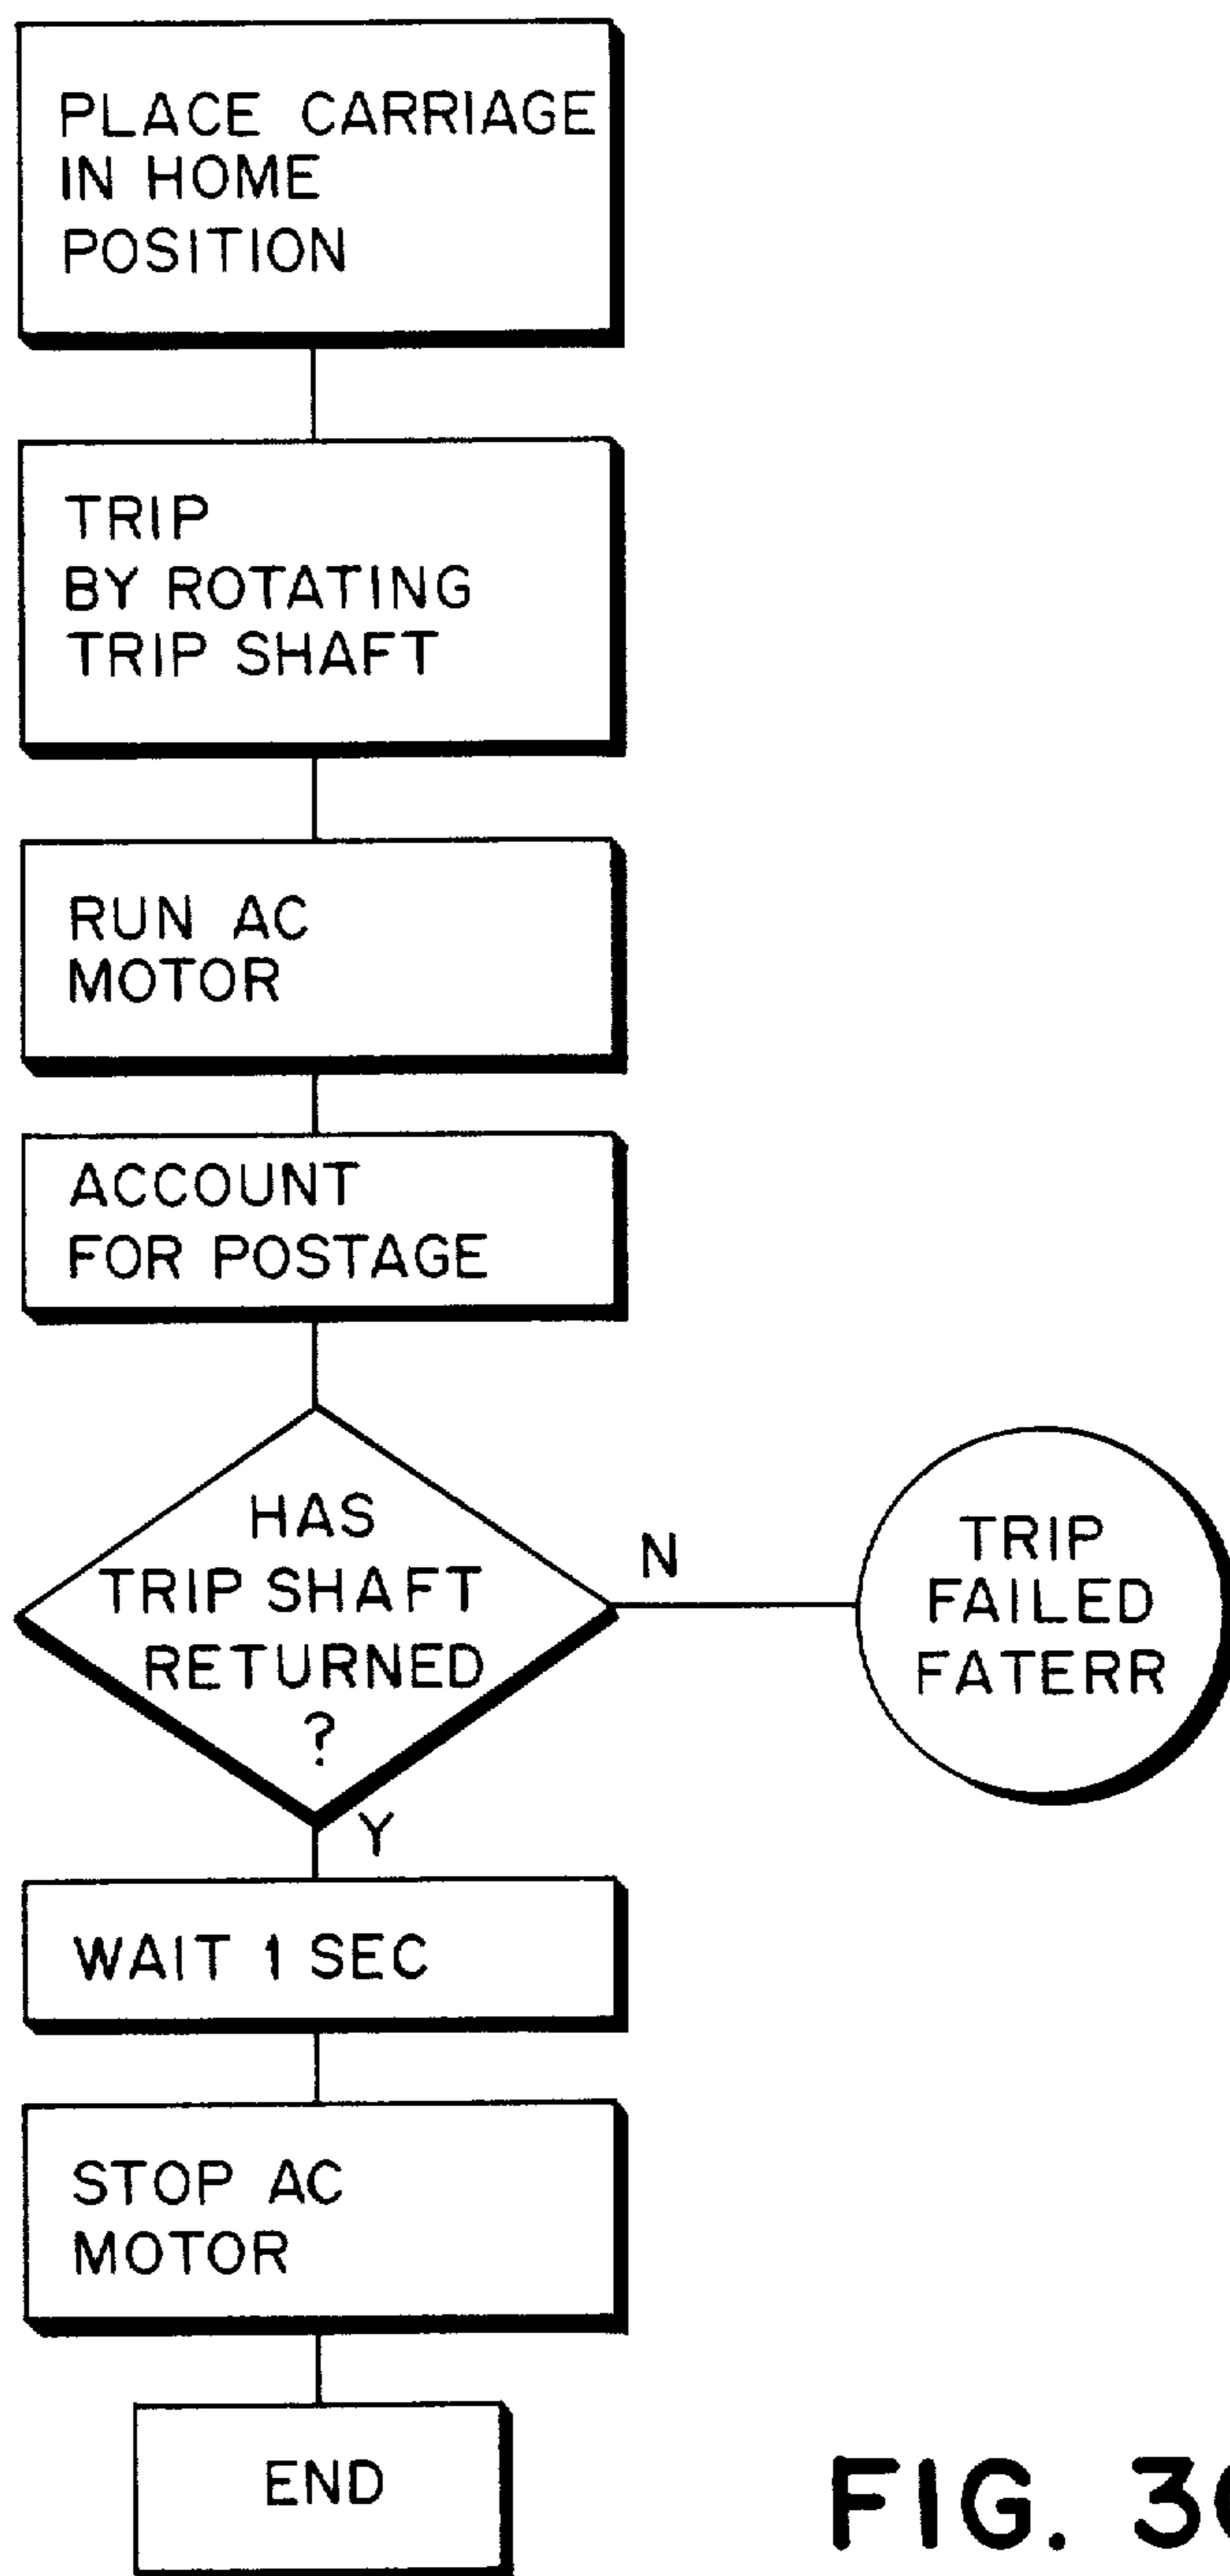 PLACE CARRIAGE
IN HOME
POSITION
TRIP
BY ROTATING
TRIP SHAFT
RUN AC
MOTOR
ACCOUNT
FOR POSTAGE
HAS
TRIP SHAFT
RETURNED
?
N
TRIP
FAILED
FATERR
Y
WAIT 1 SEC
STOP AC
MOTOR
END
FIG.